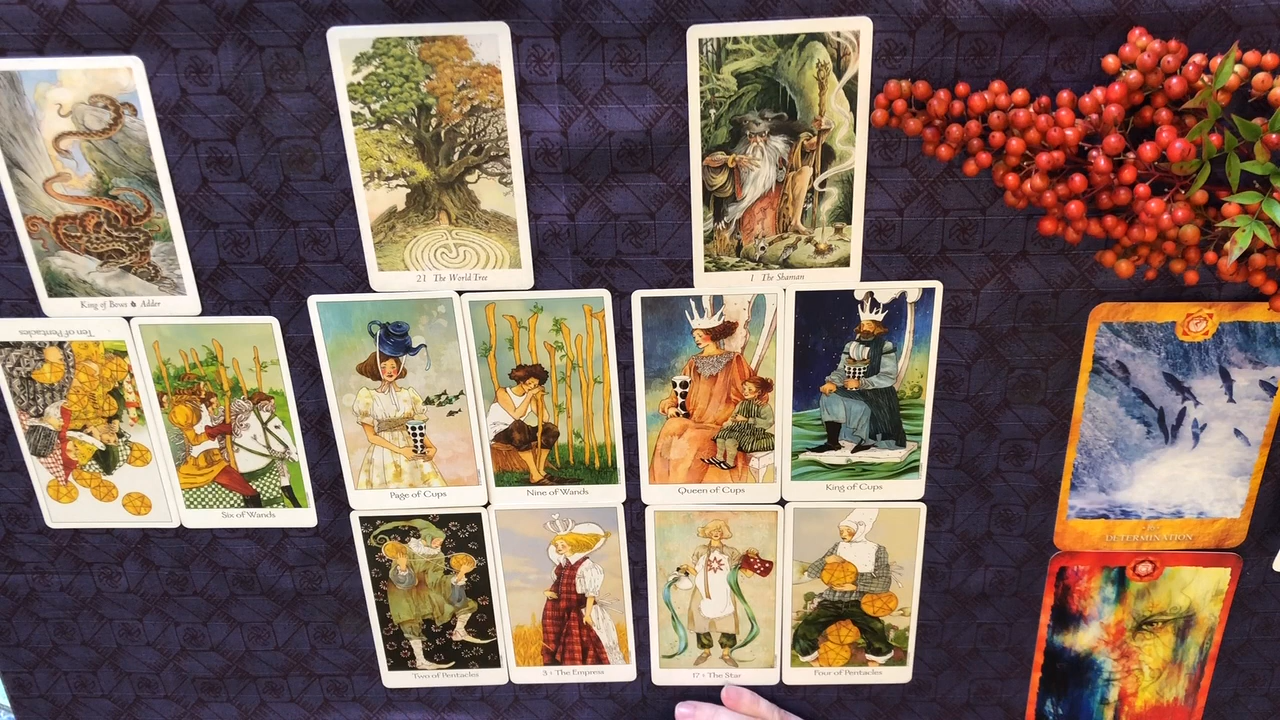 21 The World Tree
1 The Shaman
King of Bows Adder
Ten of Pentacles
Six of Wands
Page of Cups
Nine of Wands
Queen of Cups
King of Cups
DETERMINATION
Two of Pentacles
3 • The Empress
17 • The Star
Four of Pentacles